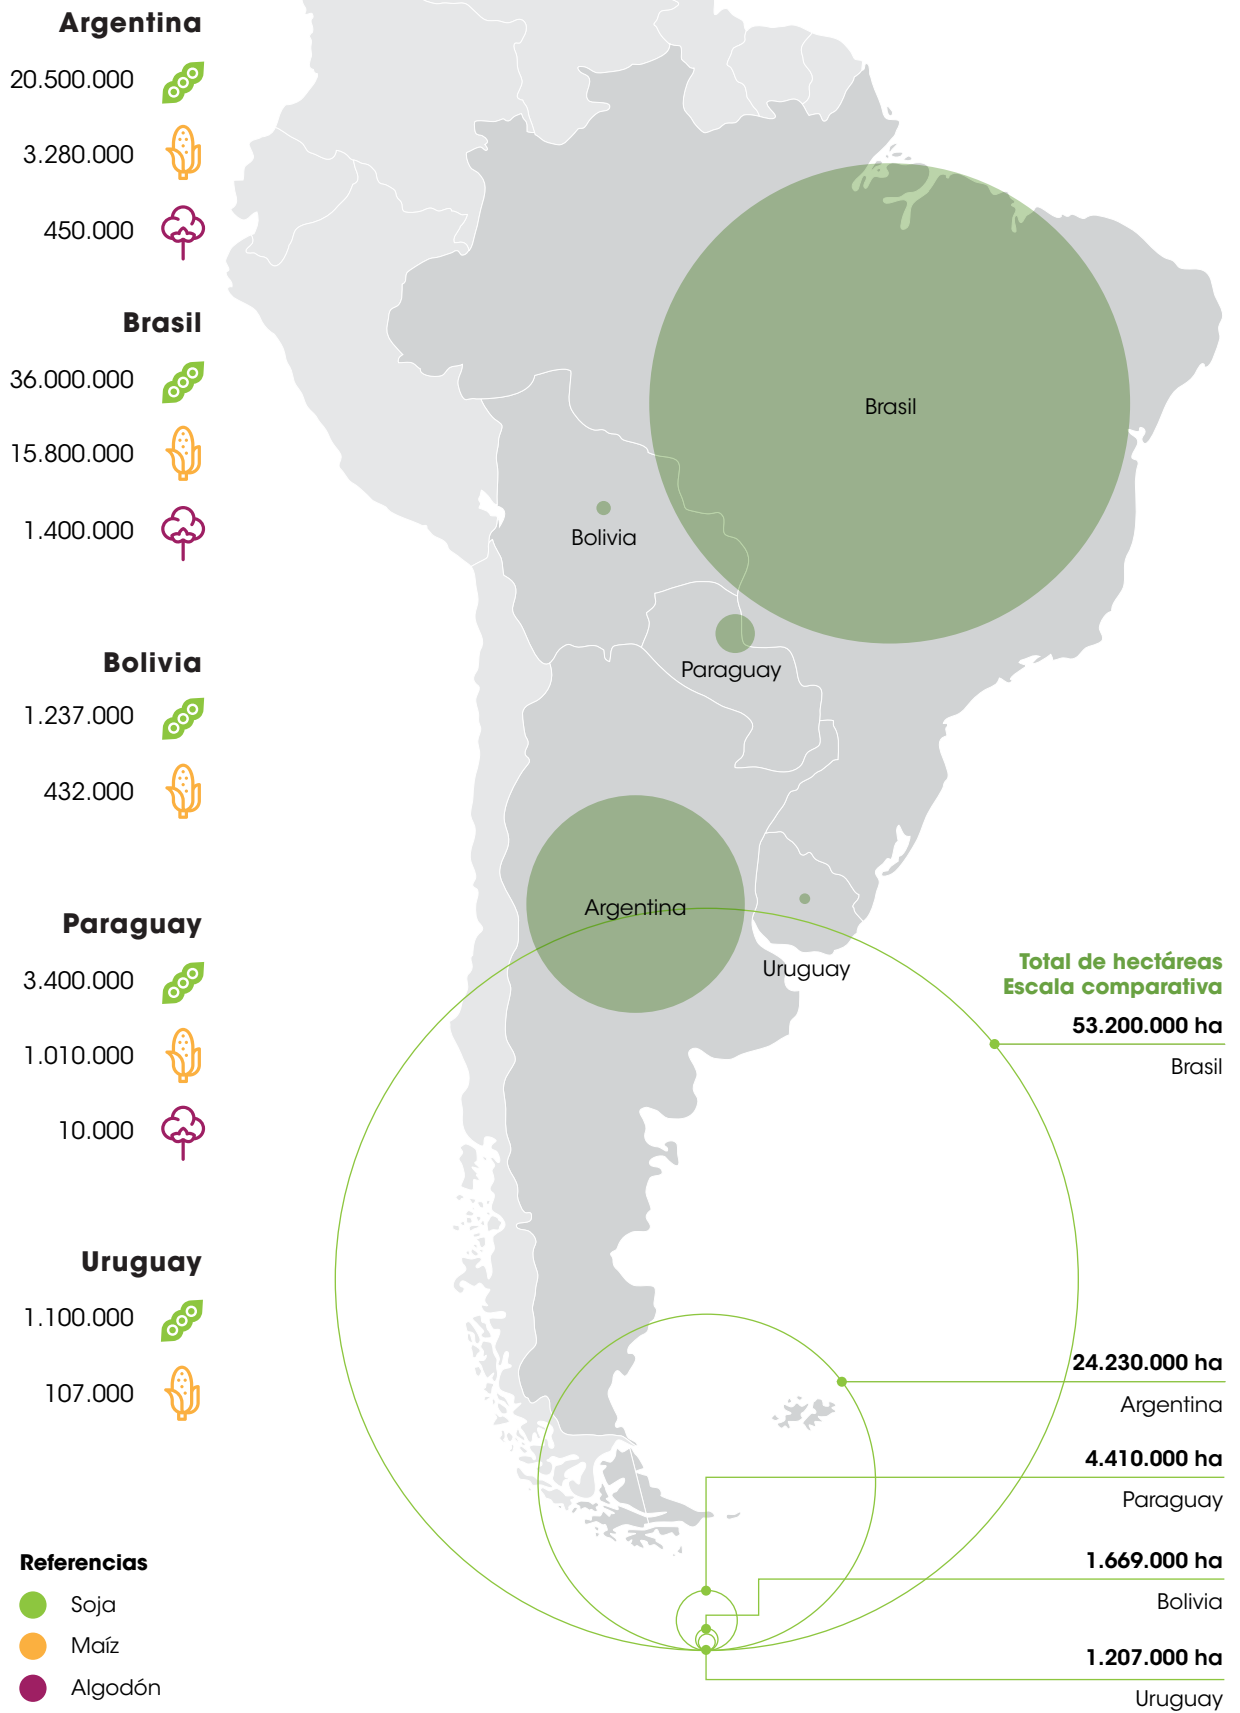 Argentina
20.500.000
3.280.000
450.000
Brasil
36.000.000
15.800.000
1.400.000
Bolivia
1.237.000
432.000
Paraguay
3.400.000
1.010.000
10.000
Uruguay
1.100.000
107.000
Referencias
Soja
Maíz
Algodón
Brasil
Bolivia
Paraguay
Argentina
Uruguay
Total de hectáreas
Escala comparativa
53.200.000 ha
Brasil
24.230.000 ha
Argentina
4.410.000 ha
Paraguay
1.669.000 ha
Bolivia
1.207.000 ha
Uruguay